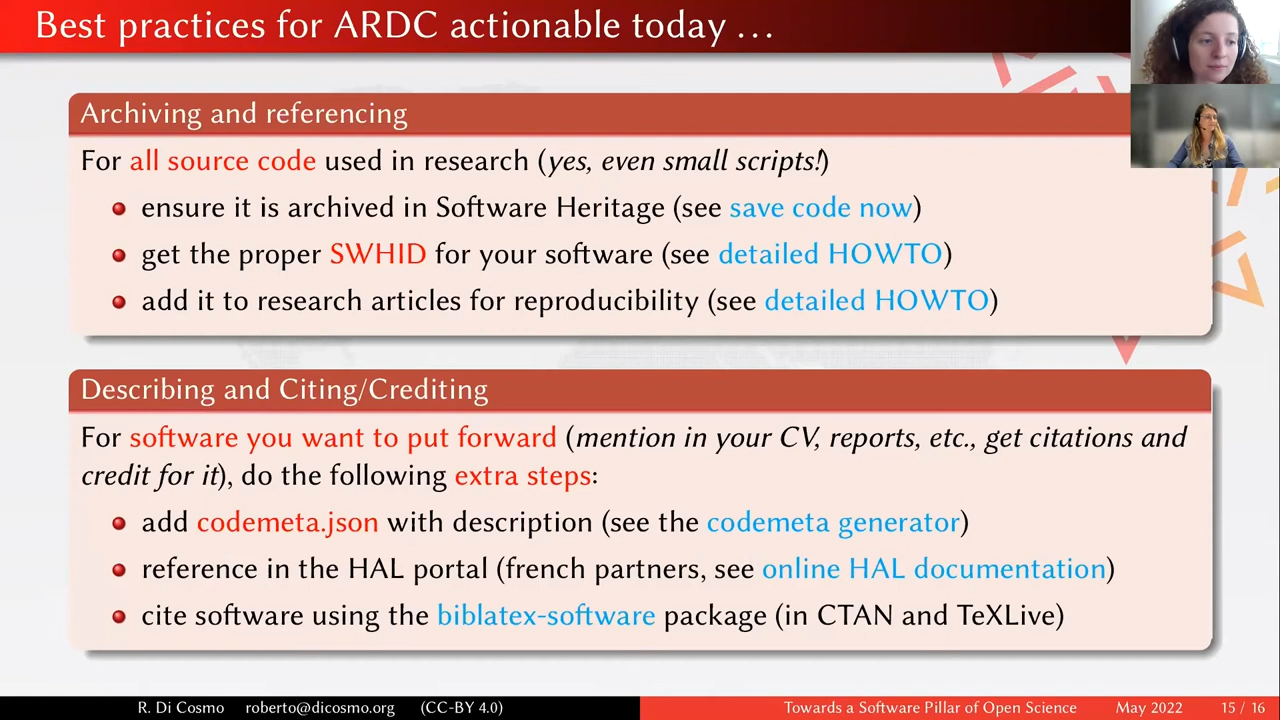 Best practices for ARDC actionable today …
Archiving and referencing
For all source code used in research (yes, even small scripts!)
ensure it is archived in Software Heritage (see save code now)
get the proper SWHID for your software (see detailed HOWTO)
add it to research articles for reproducibility (see detailed HOWTO)
Describing and Citing/Crediting
For software you want to put forward (mention in your CV, reports, etc., get citations and
credit for it), do the following extra steps:
add codemeta.json with description (see the codemeta generator)
reference in the HAL portal (french partners, see online HAL documentation)
cite software using the biblatex-software package (in CTAN and TeXLive)
R. Di Cosmo roberto@dicosmo.org (CC-BY 4.0) Towards a Software Pillar of Open Science May 2022 15 / 16